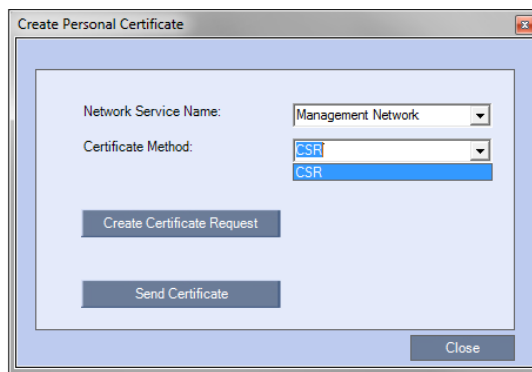 Create Personal Certificate
Network Service Name: Management Network
Certificate Method: CSR
CSR
Create Certificate Request
Send Certificate
Close